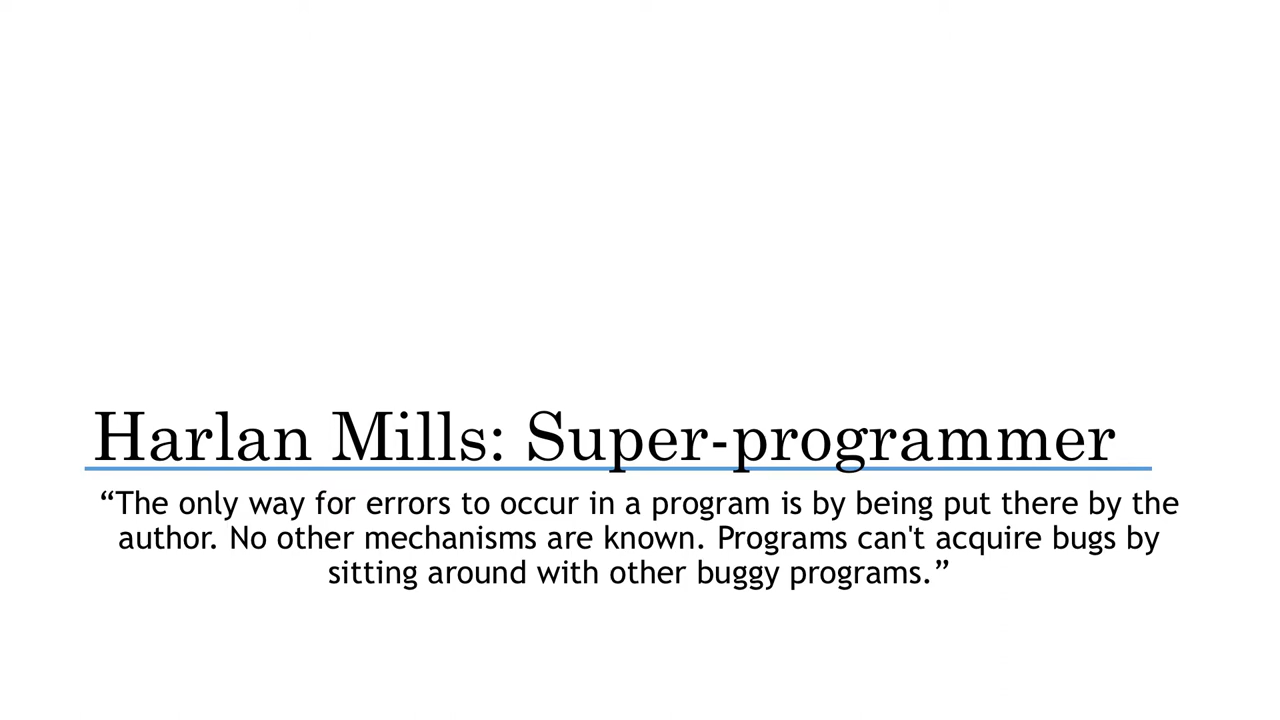 Harlan Mills: Super-programmer
“The only way for errors to occur in a program is by being put there by the
author. No other mechanisms are known. Programs can't acquire bugs by
sitting around with other buggy programs.”